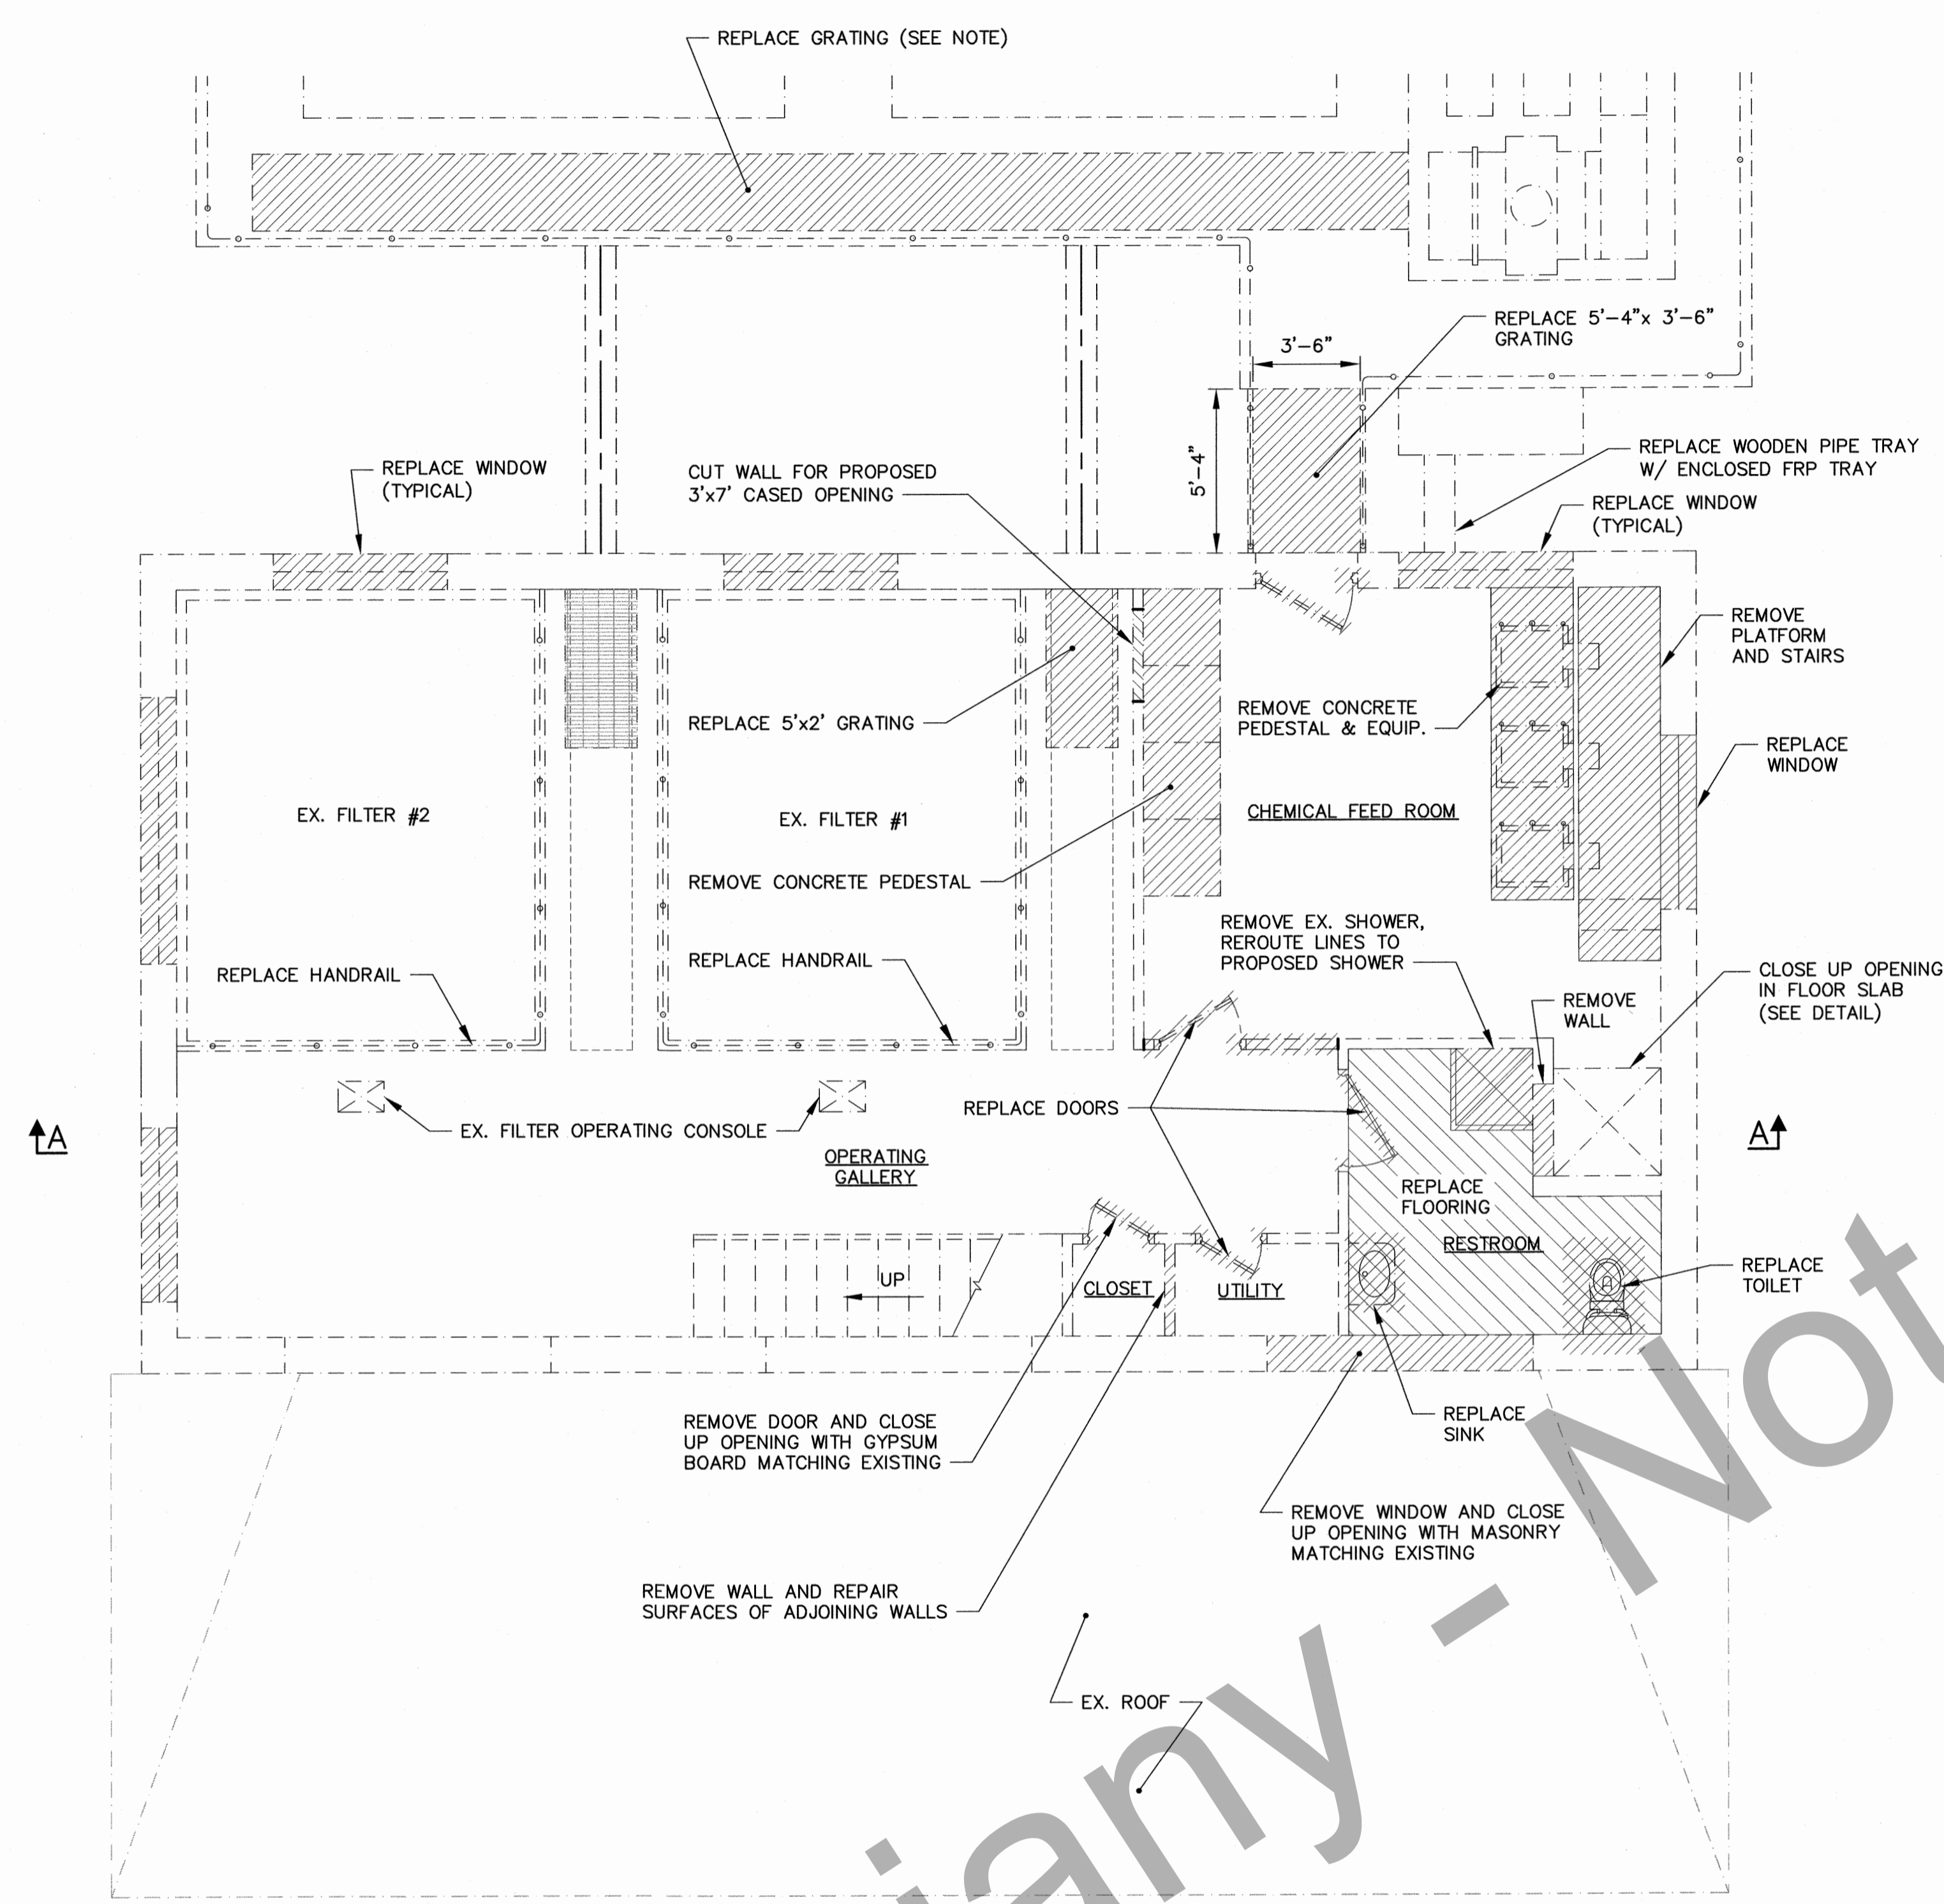 REPLACE GRATING (SEE NOTE)
REPLACE 5'-4"x 3'-6"
GRATING
3'-6"
5'-4"
REPLACE WOODEN PIPE TRAY
W/ ENCLOSED FRP TRAY
REPLACE WINDOW
(TYPICAL)
CUT WALL FOR PROPOSED
3'x7' CASED OPENING
REPLACE WINDOW
(TYPICAL)
REMOVE
PLATFORM
AND STAIRS
REPLACE 5'x2' GRATING
REMOVE CONCRETE
PEDESTAL & EQUIP.
REPLACE
WINDOW
EX. FILTER #2
EX. FILTER #1
CHEMICAL FEED ROOM
REMOVE CONCRETE PEDESTAL
REMOVE EX. SHOWER,
REROUTE LINES TO
PROPOSED SHOWER
REPLACE HANDRAIL
REPLACE HANDRAIL
CLOSE UP OPENING
IN FLOOR SLAB
(SEE DETAIL)
REMOVE
WALL
REPLACE DOORS
A
EX. FILTER OPERATING CONSOLE
A
OPERATING
GALLERY
REPLACE
FLOORING
RESTROOM
UP
CLOSET
UTILITY
REPLACE
TOILET
REPLACE
SINK
REMOVE DOOR AND CLOSE
UP OPENING WITH GYPSUM
BOARD MATCHING EXISTING
REMOVE WINDOW AND CLOSE
UP OPENING WITH MASONRY
MATCHING EXISTING
REMOVE WALL AND REPAIR
SURFACES OF ADJOINING WALLS
EX. ROOF
iany - Not